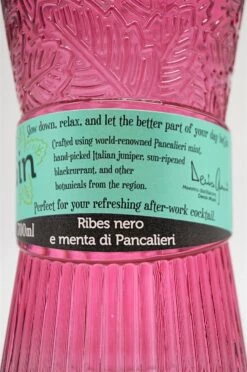 Slow down, relax, and let the better part of your day
Crafted using world-renowned Pancalieri mint,
hand-picked Italian juniper, sun-ripened
blackcurrant, and other
botanicals from the region.
Perfect for your refreshing after-work cocktail.
700ml
Ribes nero
e menta di Pancalieri